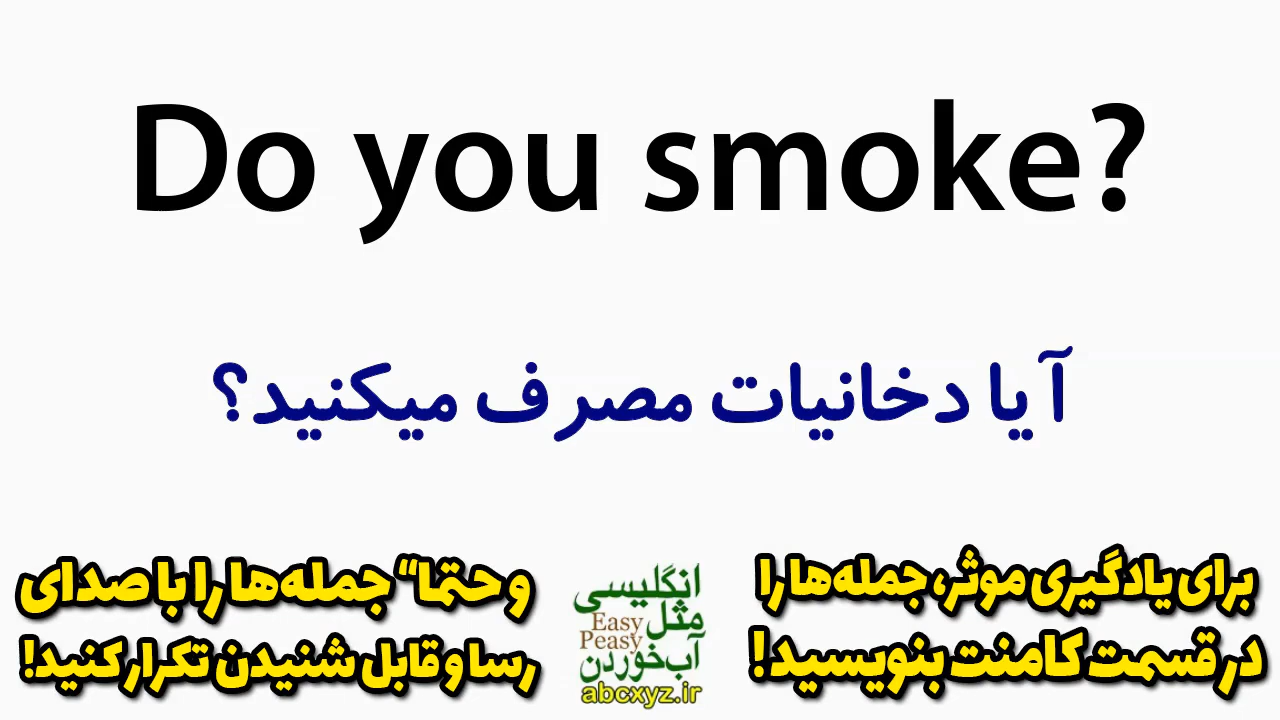 Do you smoke?
آیا دخانیات مصرف میکنید؟
برای یادگیری موثر، جمله‌ها را
در قسمت کامنت بنویسید!
انگلیسی
مثل
Easy
Peasy
آب خوردن
abcxyz.ir
و حتما“ جمله‌ها را با صدای
رسا و قابل شنیدن تکرار کنید!